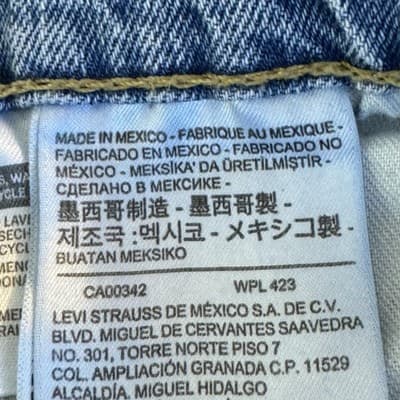 MADE IN MEXICO - FABRIQUE AU MEXIQUE -
FABRICADO EN MÉXICO - FABRICADO NO
MÉXICO - MEKSİKA' DA ÜRETİLMİŞTİR -
СДЕЛАНО В МЕКСИКЕ -
墨西哥制造 - 墨西哥製 -
제조국 :멕시코 - メキシコ製 -
BUATAN MEKSIKO
CA00342 WPL 423
LEVI STRAUSS DE MÉXICO S.A. DE C.V.
BLVD. MIGUEL DE CERVANTES SAAVEDRA
NO. 301, TORRE NORTE PISO 7
COL. AMPLIACIÓN GRANADA C.P. 11529
ALCALDÍA. MIGUEL HIDALGO